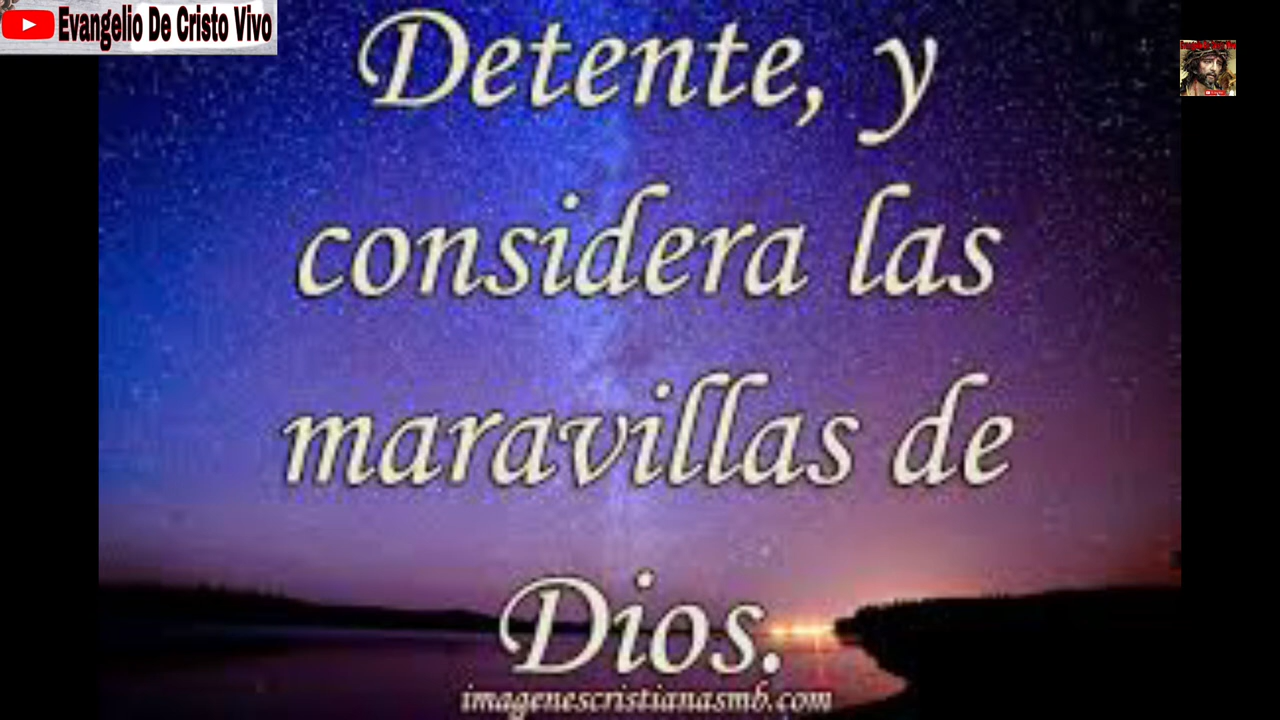 Evangelio De Cristo Vivo
Detente, y
considera las
maravillas de
Dios.
imagenescristianasmb.com